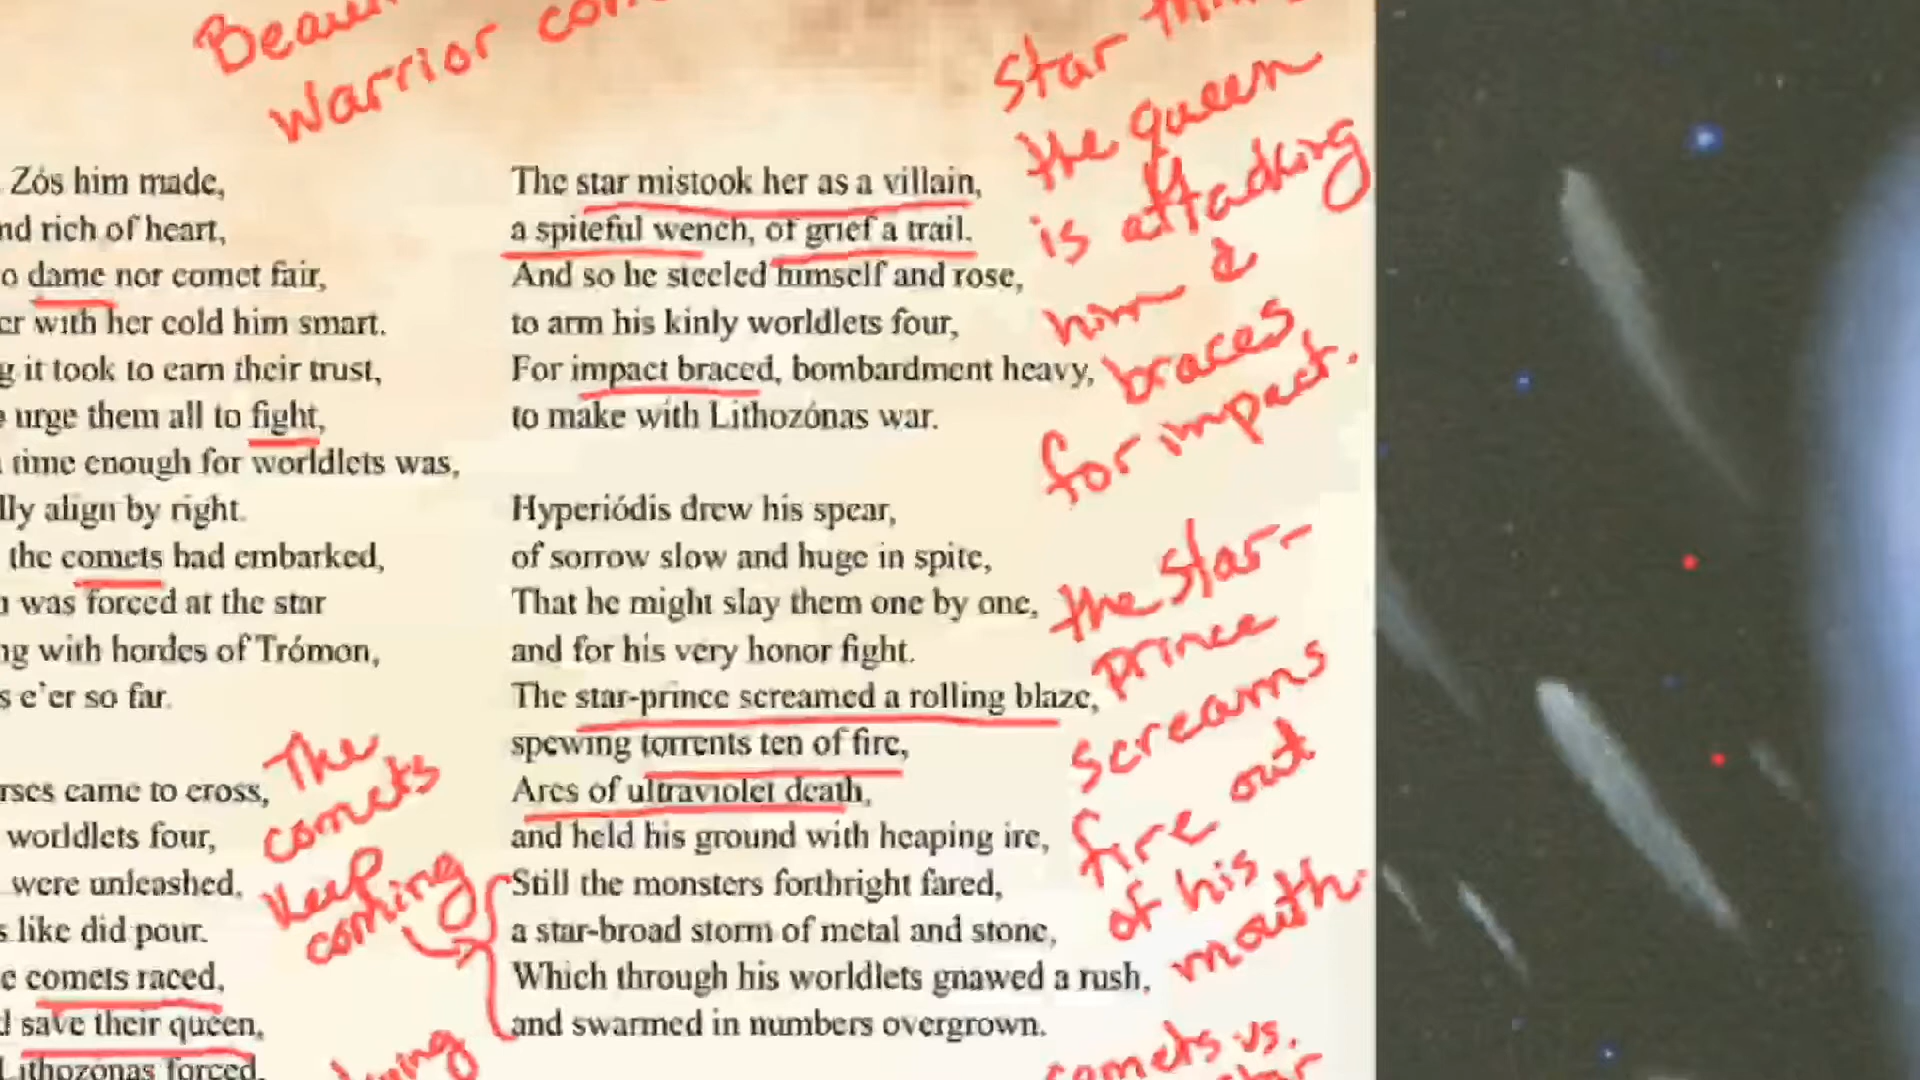 Warrior
Zós him made,
rich of heart,
dame nor comet fair,
with her cold him smart.
it took to earn their trust,
urge them all to fight,
time enough for worldlets was,
align by right.
the comets had embarked,
was forced at the star
with hordes of Trómon,
e'er so far.
The
comets
keep
coming
came to cross,
worldlets four,
were unleashed,
like did pour.
comets raced,
save their queen,
Lithozónas forced,
The star mistook her as a villain,
a spiteful wench, of grief a trail.
And so he steeled himself and rose,
to arm his kinly worldlets four,
For impact braced, bombardment heavy,
to make with Lithozónas war.
Hyperiódis drew his spear,
of sorrow slow and huge in spite,
That he might slay them one by one,
and for his very honor fight.
The star-prince screamed a rolling blaze,
spewing torrents ten of fire,
Arcs of ultraviolet death,
and held his ground with heaping ire,
Still the monsters forthright fared,
a star-broad storm of metal and stone,
Which through his worldlets gnawed a rush,
and swarmed in numbers overgrown.
Star
the queen
is attacking
him &
braces
for impact.
the star-
prince
screams
fire out
of his
mouth.
comets vs.